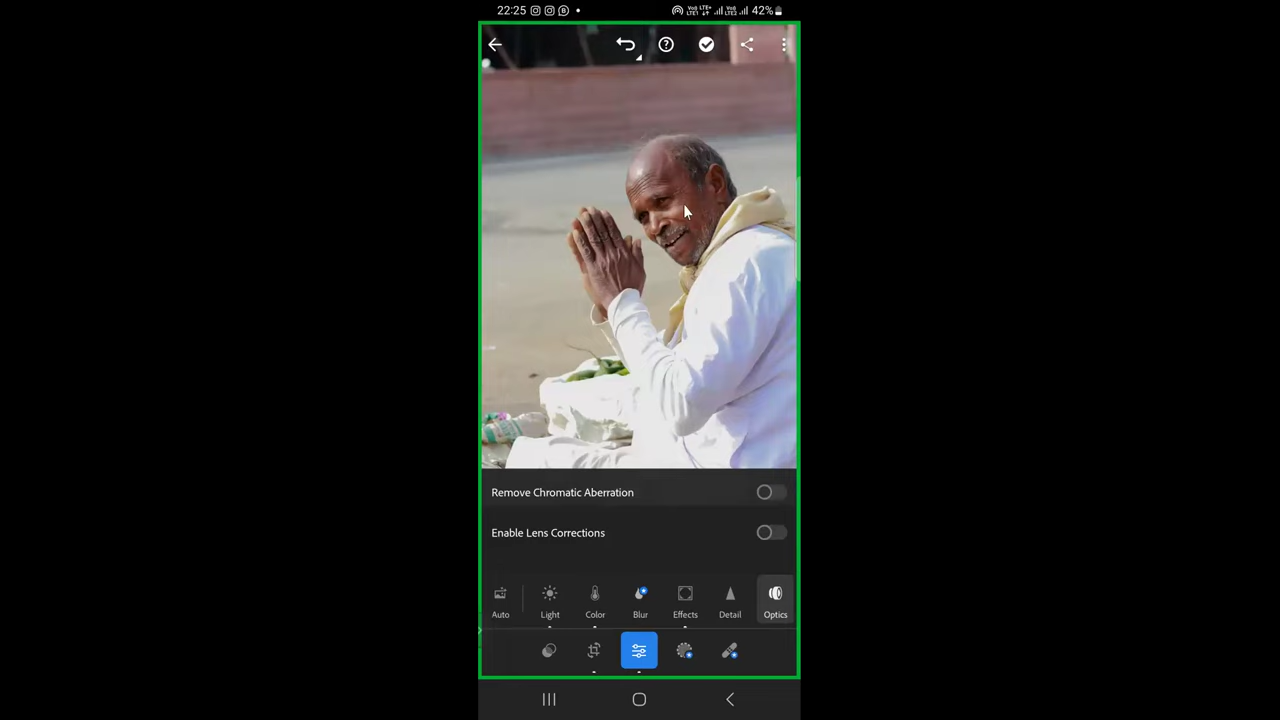 22:25 42%
Remove Chromatic Aberration
Enable Lens Corrections
Auto Light Color Blur Effects Detail Optics